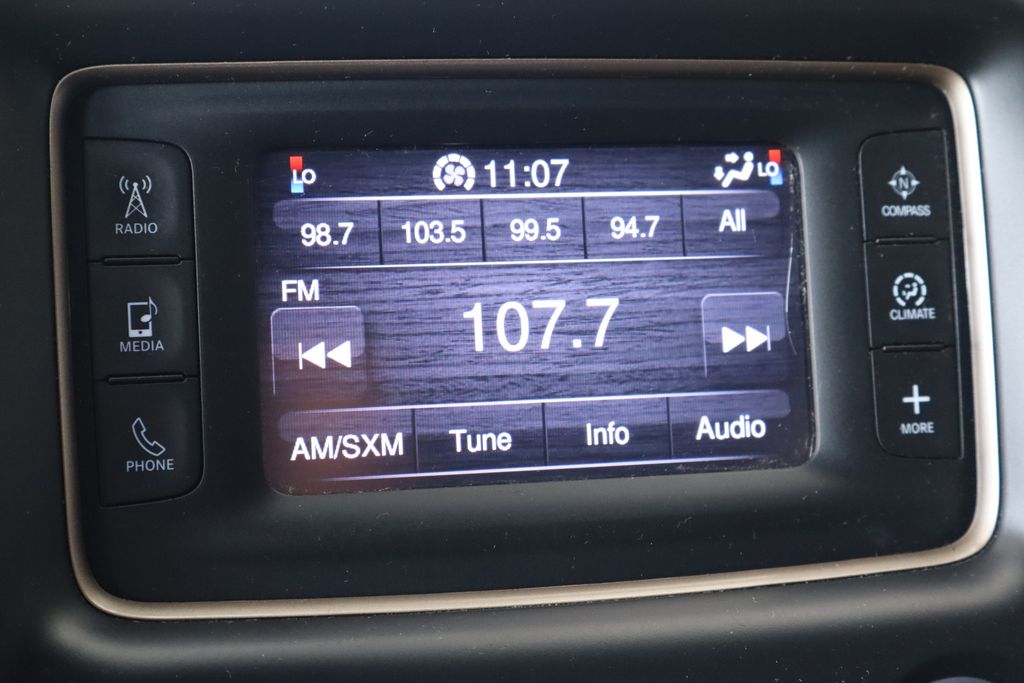 LO 11:07 LO
98.7 103.5 99.5 94.7 All
FM
107.7
AM/SXM Tune Info Audio
RADIO
MEDIA
PHONE
N
COMPASS
CLIMATE
MORE